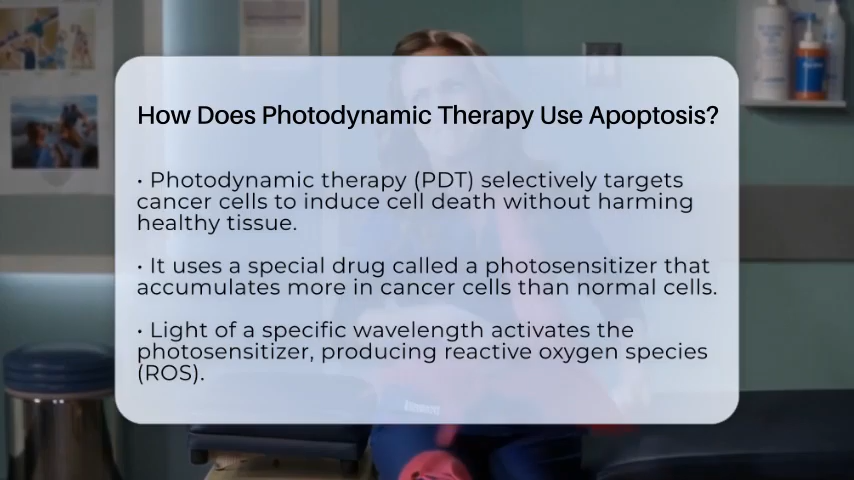 How Does Photodynamic Therapy Use Apoptosis?
• Photodynamic therapy (PDT) selectively targets
cancer cells to induce cell death without harming
healthy tissue.
• It uses a special drug called a photosensitizer that
accumulates more in cancer cells than normal cells.
• Light of a specific wavelength activates the
photosensitizer, producing reactive oxygen species
(ROS).